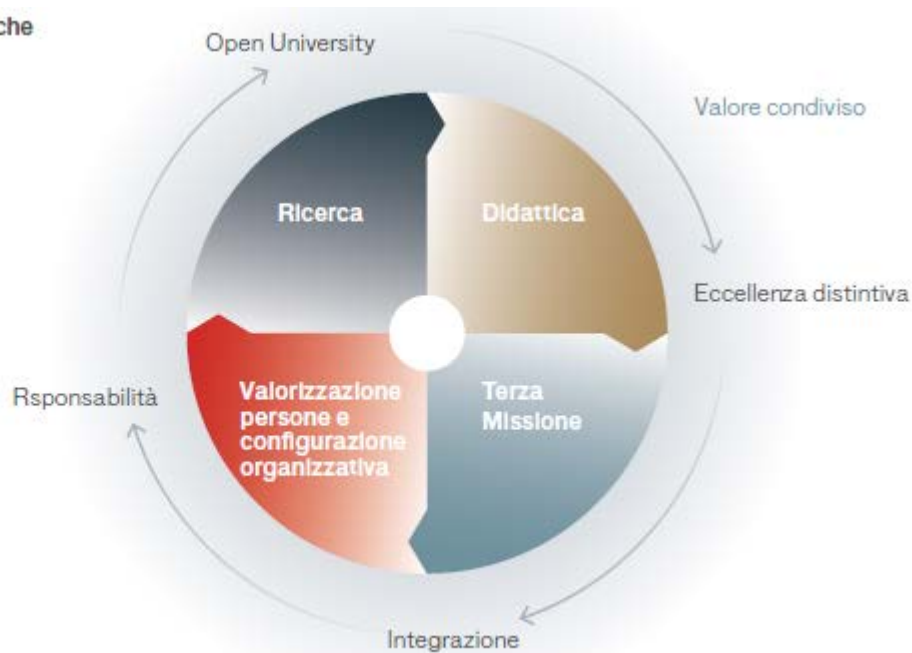 che
Open University
Valore condiviso
Ricerca
Didattica
Eccellenza distintiva
Rsponsabilità
Valorizzazione
persone e
configurazione
organizzativa
Terza
Missione
Integrazione